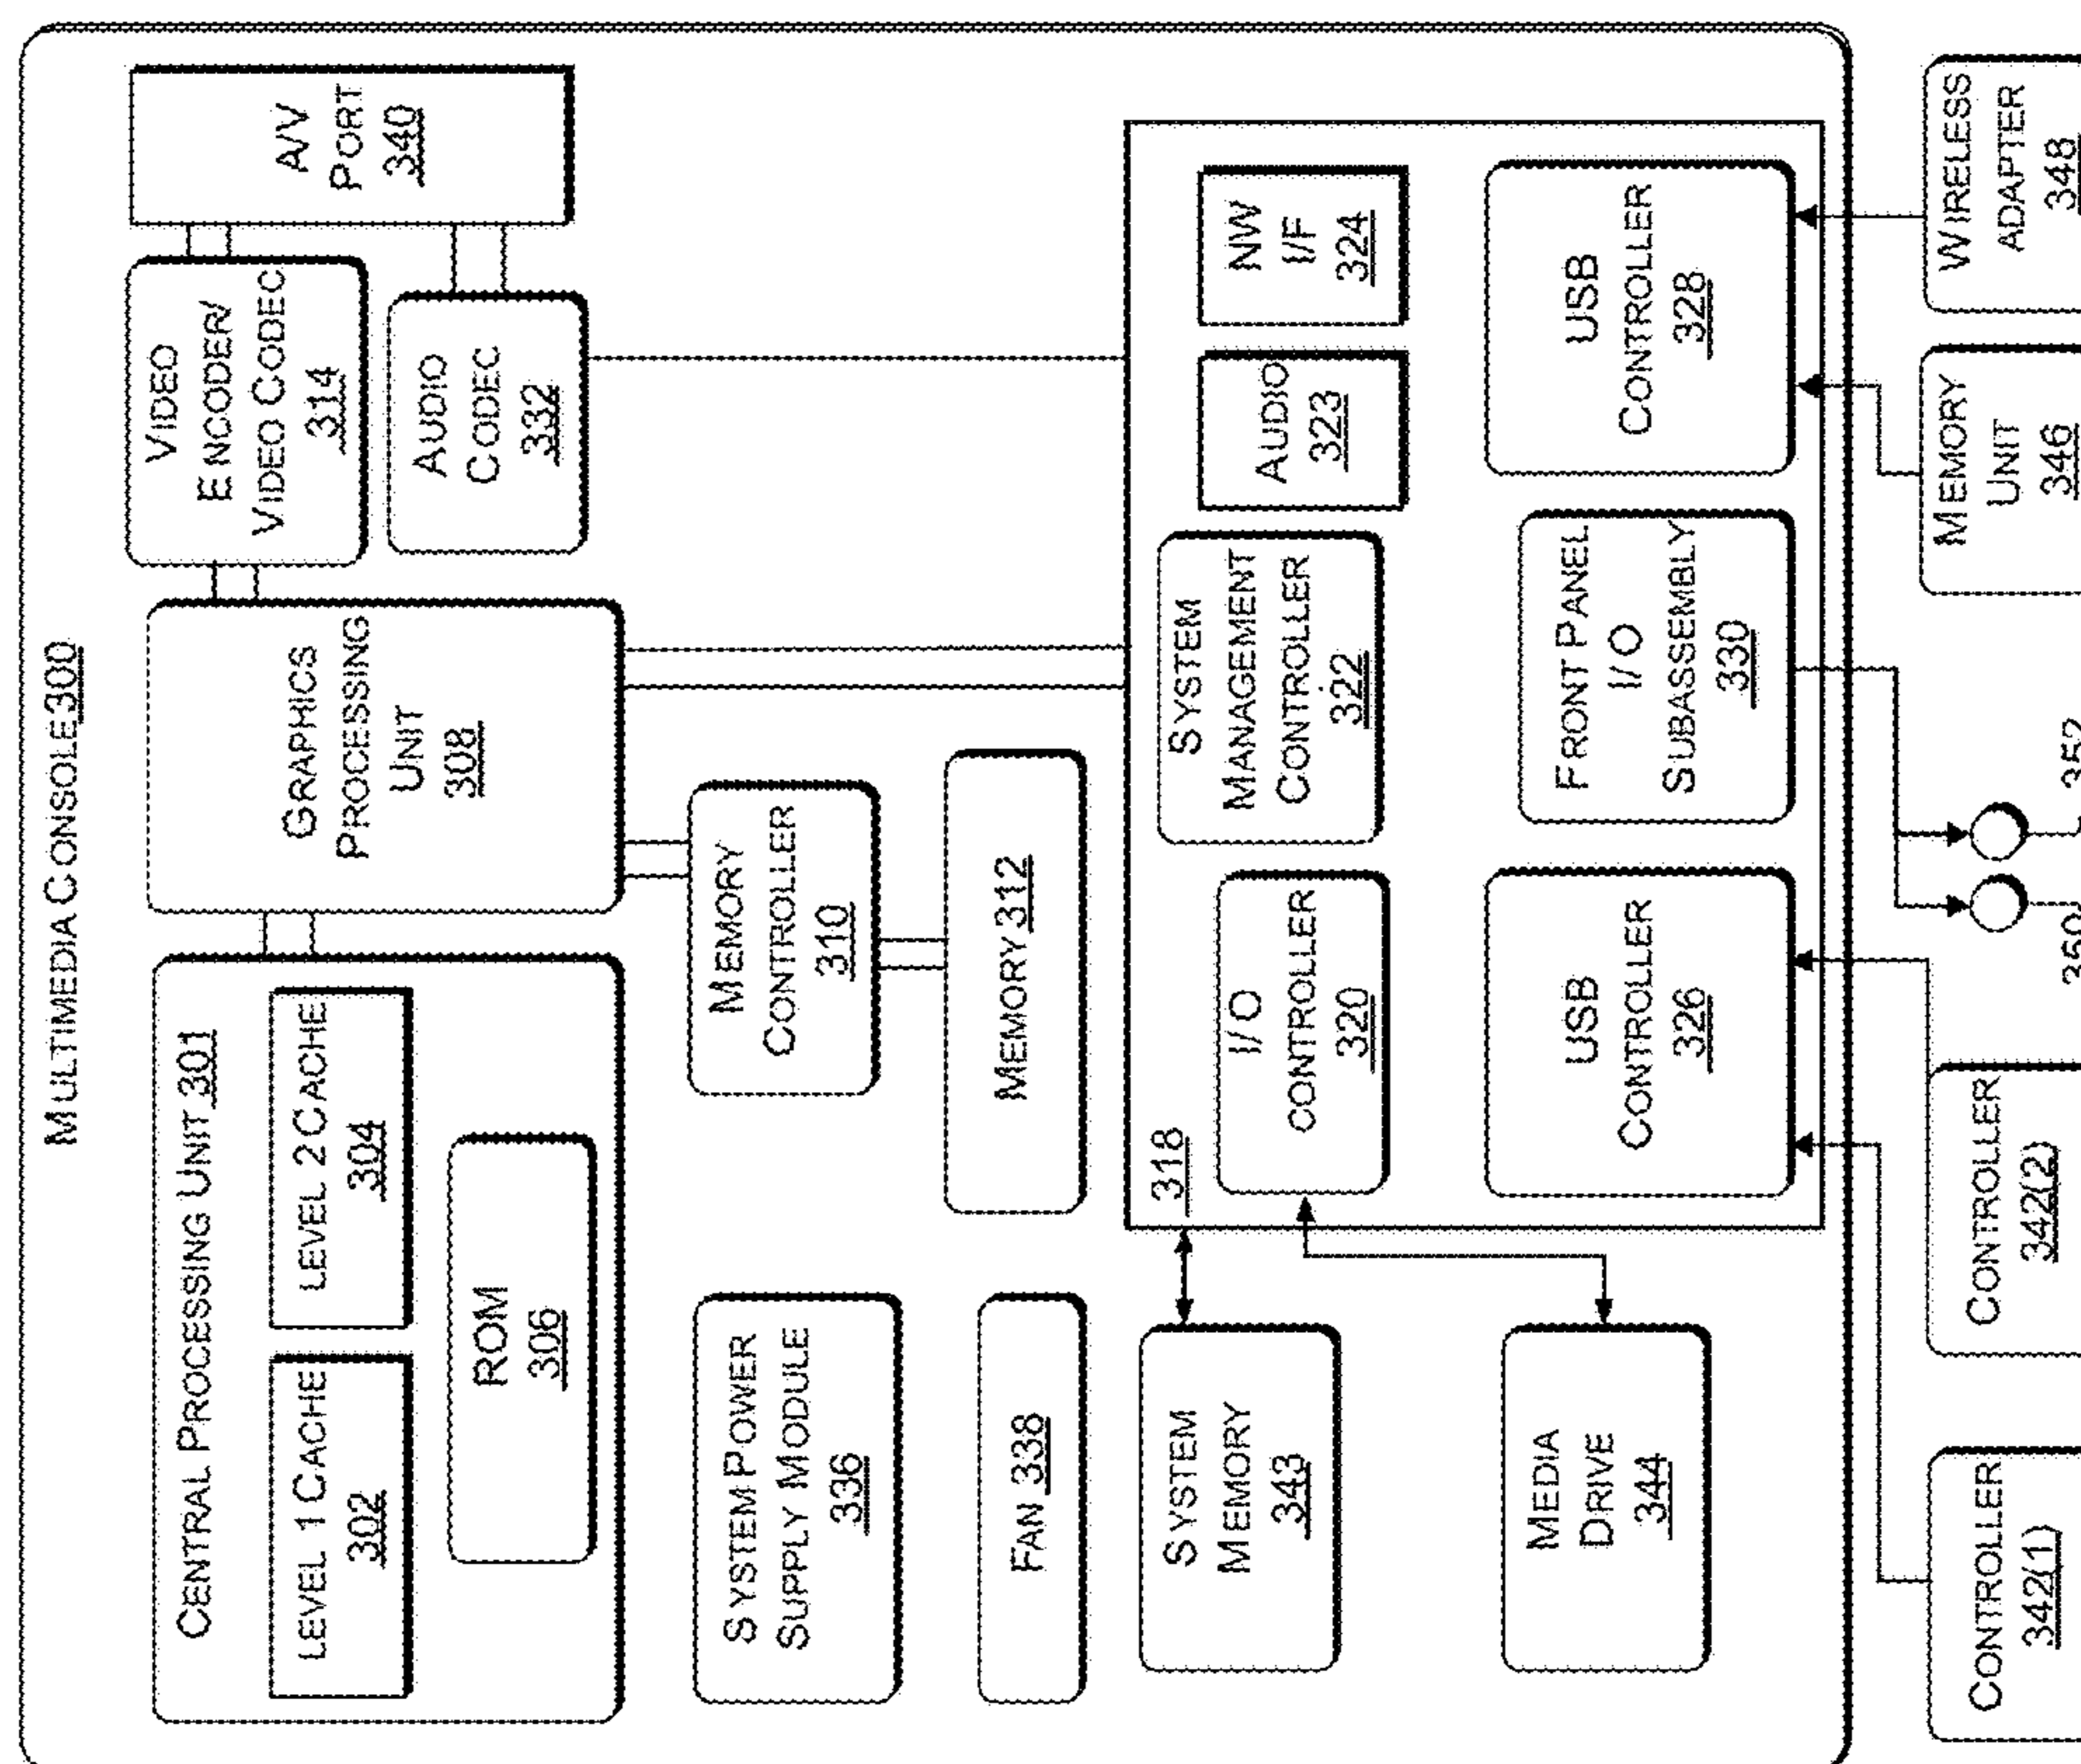 MULTIMEDIA CONSOLE 300
CENTRAL PROCESSING UNIT 301
LEVEL 1 CACHE
302
LEVEL 2 CACHE
304
ROM
306
GRAPHICS
PROCESSING
UNIT
308
VIDEO
ENCODER/
VIDEO CODEC
314
AUDIO
CODEC
332
A/V
PORT
340
SYSTEM POWER
SUPPLY MODULE
336
FAN 338
MEMORY
CONTROLLER
310
MEMORY 312
318
SYSTEM
MEMORY
343
MEDIA
DRIVE
344
I/O
CONTROLLER
320
SYSTEM
MANAGEMENT
CONTROLLER
322
AUDIO
323
NW
I/F
324
USB
CONTROLLER
326
FRONT PANEL
I/O
SUBASSEMBLY
330
USB
CONTROLLER
328
CONTROLLER
342(1)
CONTROLLER
342(2)
350
352
MEMORY
UNIT
346
WIRELESS
ADAPTER
348